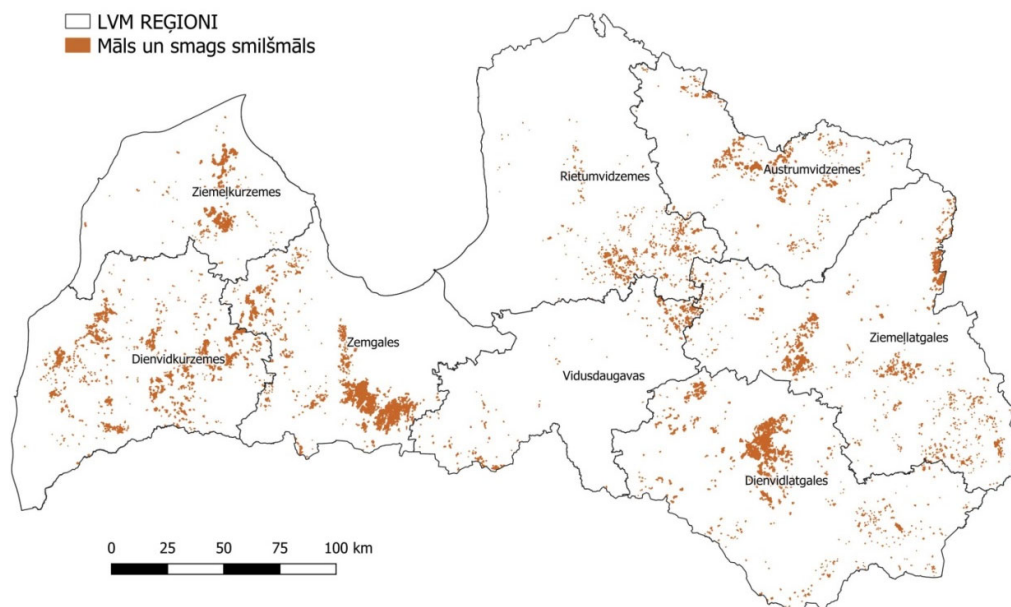 LVM REĢIONI
Māls un smags smilšmāls
Ziemeļkurzemes
Rietumvidzemes
Austrumvidzemes
Dienvidkurzemes
Zemgales
Vidusdaugavas
Ziemeļlatgales
Dienvidlatgales
0 25 50 75 100 km